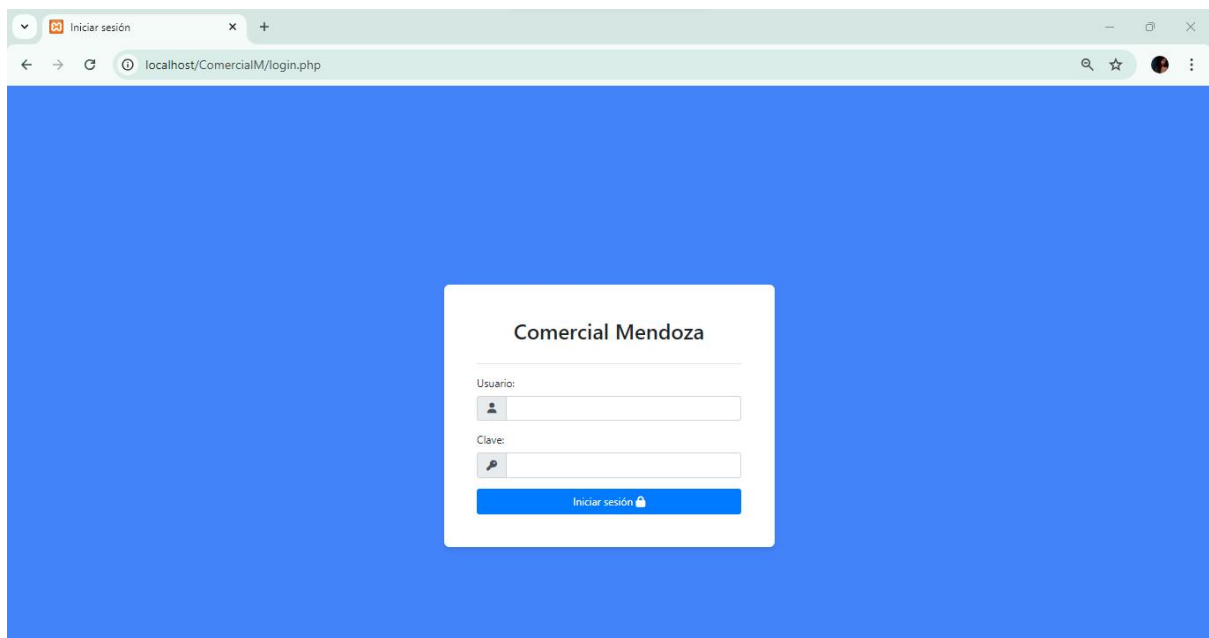 Iniciar sesión
localhost/ComercialM/login.php
Comercial Mendoza
Usuario:
Clave:
Iniciar sesión